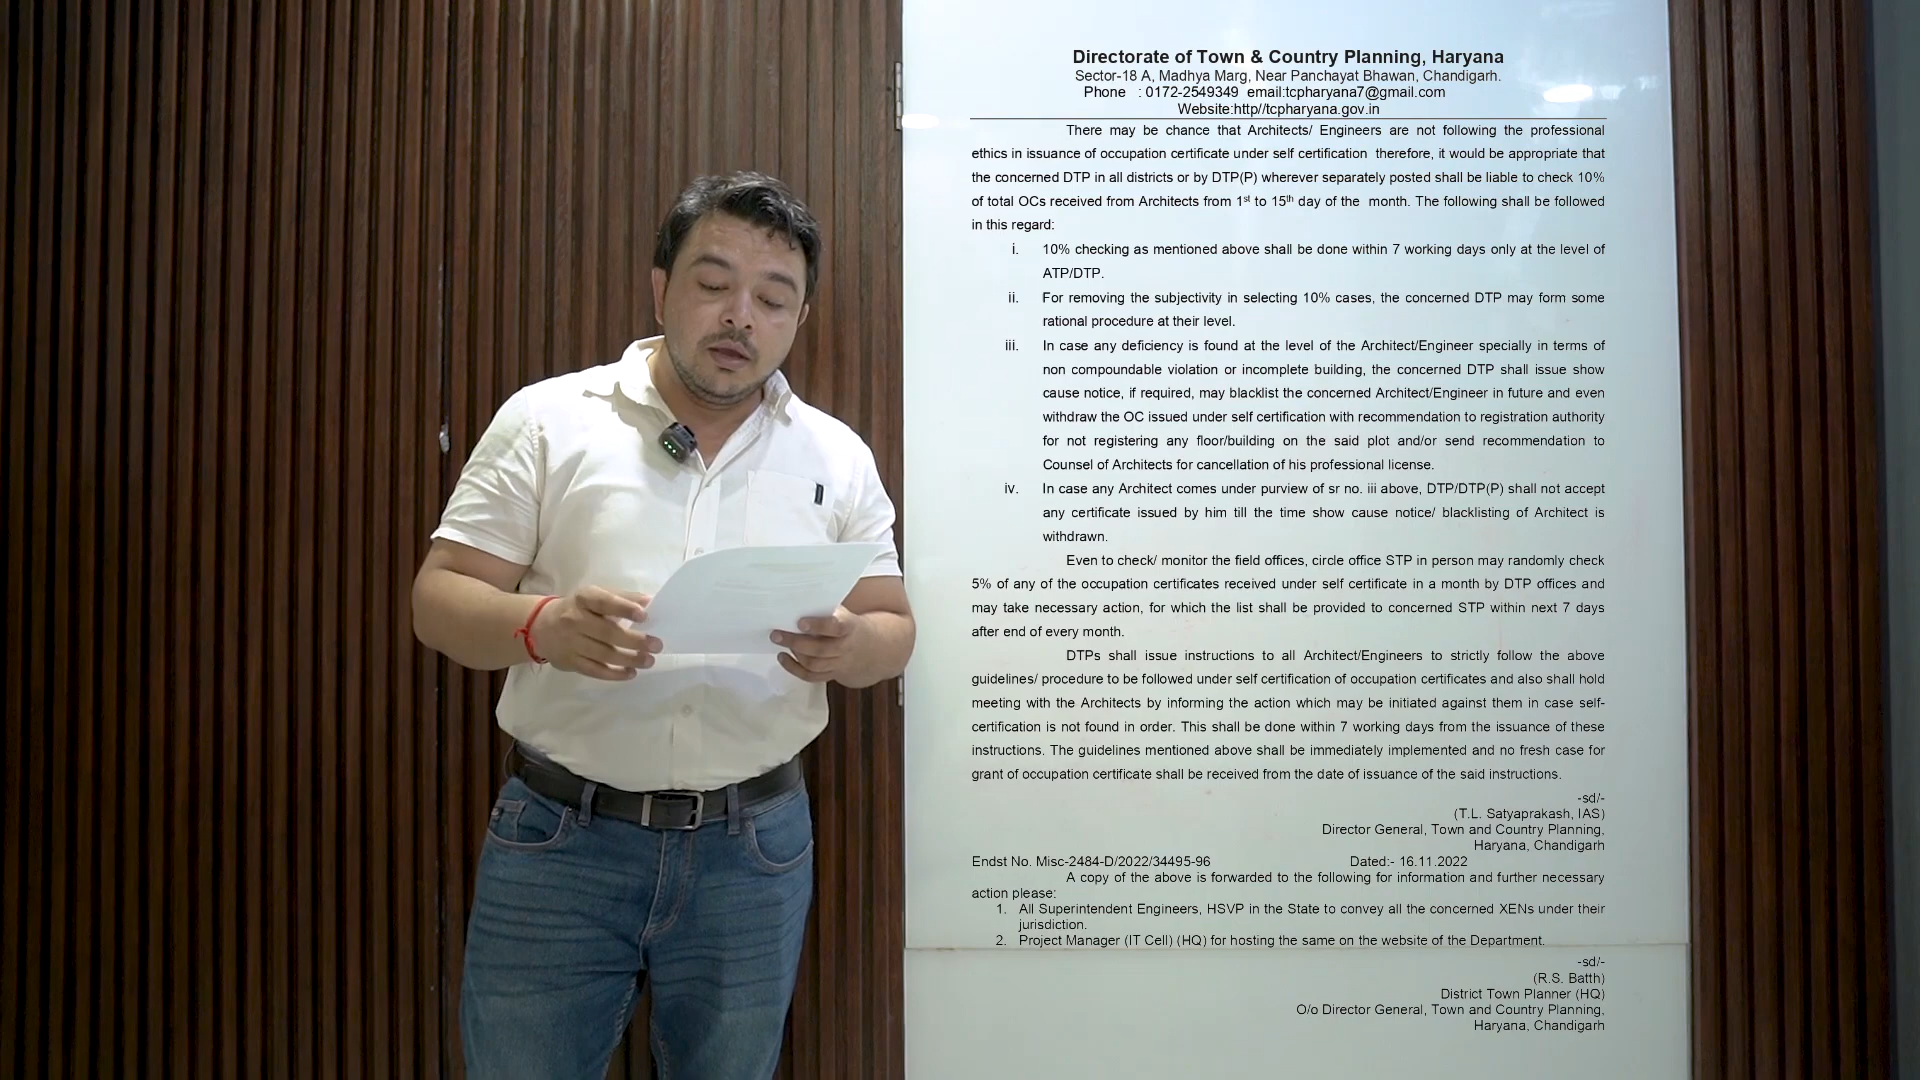 Directorate of Town & Country Planning, Haryana
Sector-18 A, Madhya Marg, Near Panchayat Bhawan, Chandigarh.
Phone : 0172-2549349 email:tcpharyana7@gmail.com
Website:http//tcpharyana.gov.in
There may be chance that Architects/ Engineers are not following the professional
ethics in issuance of occupation certificate under self certification therefore, it would be appropriate that
the concerned DTP in all districts or by DTP(P) wherever separately posted shall be liable to check 10%
of total OCs received from Architects from 1st to 15th day of the month. The following shall be followed
in this regard:
i. 10% checking as mentioned above shall be done within 7 working days only at the level of
ATP/DTP.
ii. For removing the subjectivity in selecting 10% cases, the concerned DTP may form some
rational procedure at their level.
iii. In case any deficiency is found at the level of the Architect/Engineer specially in terms of
non compoundable violation or incomplete building, the concerned DTP shall issue show
cause notice, if required, may blacklist the concerned Architect/Engineer in future and even
withdraw the OC issued under self certification with recommendation to registration authority
for not registering any floor/building on the said plot and/or send recommendation to
Counsel of Architects for cancellation of his professional license.
iv. In case any Architect comes under purview of sr no. iii above, DTP/DTP(P) shall not accept
any certificate issued by him till the time show cause notice/ blacklisting of Architect is
withdrawn.
Even to check/ monitor the field offices, circle office STP in person may randomly check
5% of any of the occupation certificates received under self certificate in a month by DTP offices and
may take necessary action, for which the list shall be provided to concerned STP within next 7 days
after end of every month.
DTPs shall issue instructions to all Architect/Engineers to strictly follow the above
guidelines/ procedure to be followed under self certification of occupation certificates and also shall hold
meeting with the Architects by informing the action which may be initiated against them in case self-
certification is not found in order. This shall be done within 7 working days from the issuance of these
instructions. The guidelines mentioned above shall be immediately implemented and no fresh case for
grant of occupation certificate shall be received from the date of issuance of the said instructions.
-sd/-
(T.L. Satyaprakash, IAS)
Director General, Town and Country Planning,
Haryana, Chandigarh
Endst No. Misc-2484-D/2022/34495-96 Dated:- 16.11.2022
A copy of the above is forwarded to the following for information and further necessary
action please:
1. All Superintendent Engineers, HSVP in the State to convey all the concerned XENs under their
jurisdiction.
2. Project Manager (IT Cell) (HQ) for hosting the same on the website of the Department.
-sd/-
(R.S. Batth)
District Town Planner (HQ)
O/o Director General, Town and Country Planning,
Haryana, Chandigarh